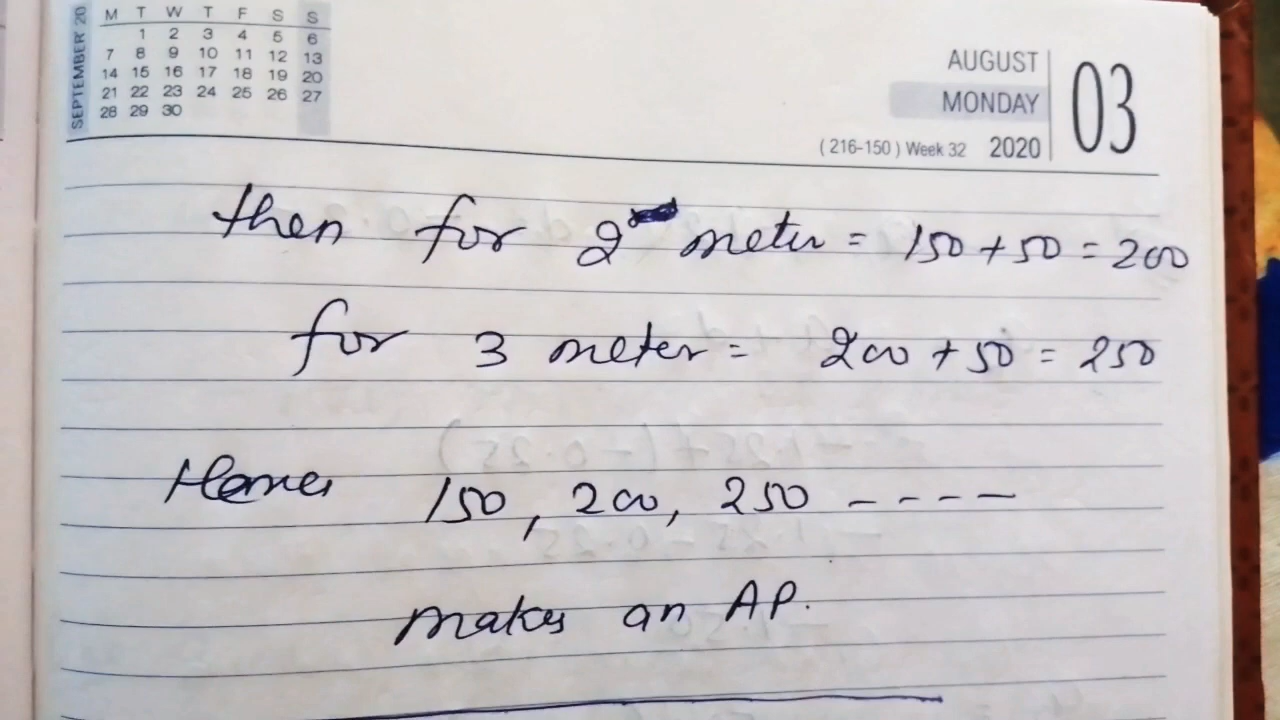 SEPTEMBER '20
M T W T F S S
1 2 3 4 5 6
7 8 9 10 11 12 13
14 15 16 17 18 19 20
21 22 23 24 25 26 27
28 29 30
AUGUST
MONDAY
(216-150) Week 32 2020
03
then for 2 meter = 150 + 50 = 200
for 3 meter = 200 + 50 = 250
150, 200, 250 - - - -
makes an AP.